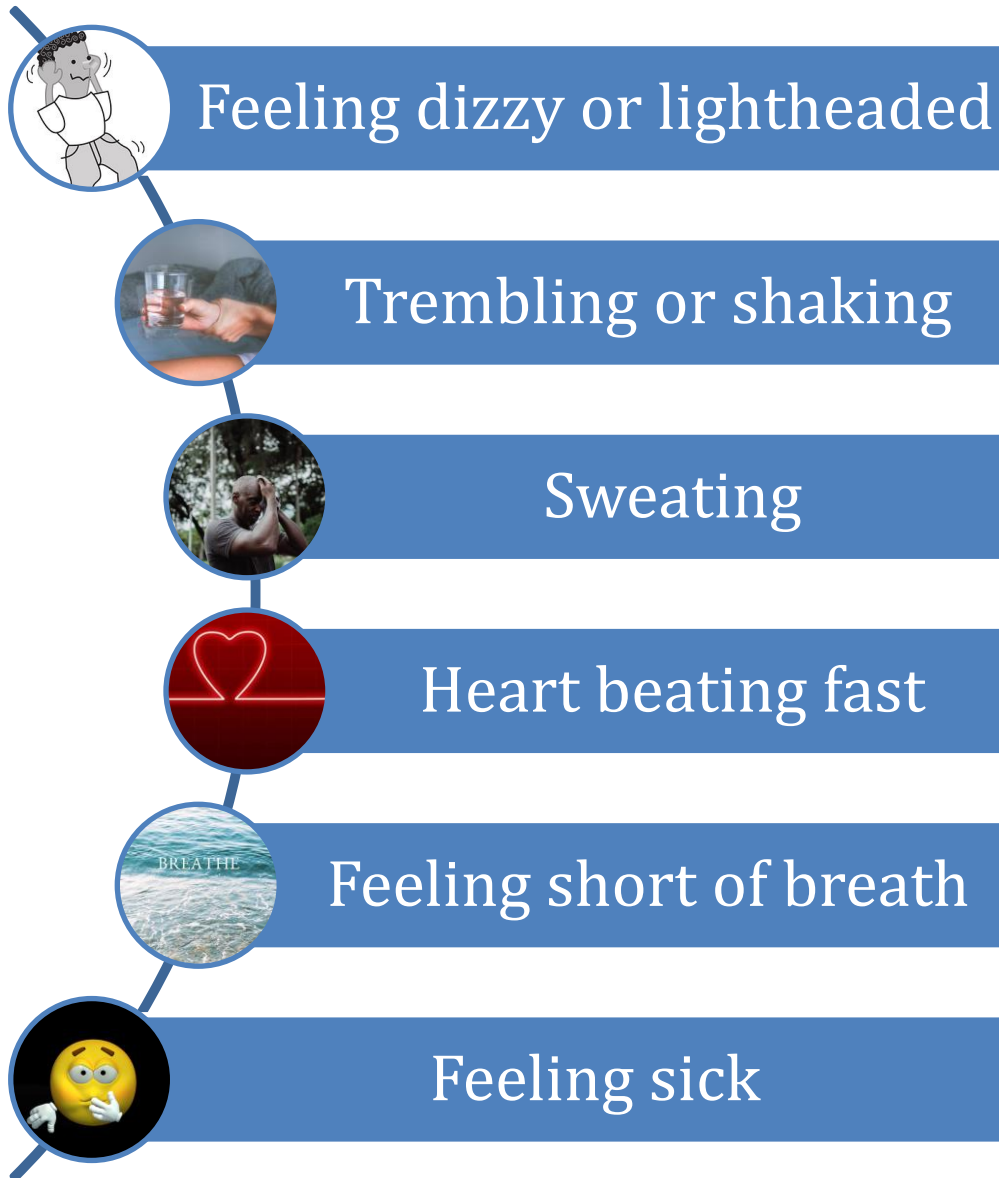 Feeling dizzy or lightheaded
Trembling or shaking
Sweating
Heart beating fast
BREATHE
Feeling short of breath
Feeling sick